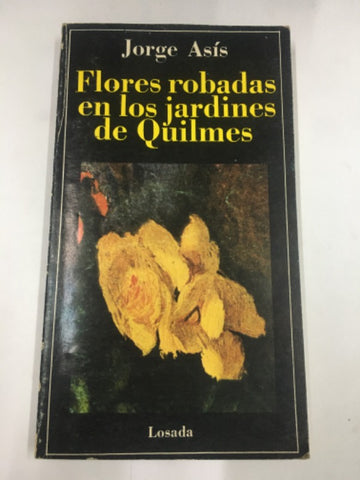 Jorge Asís
Flores robadas
en los jardines
de Quilmes
Losada